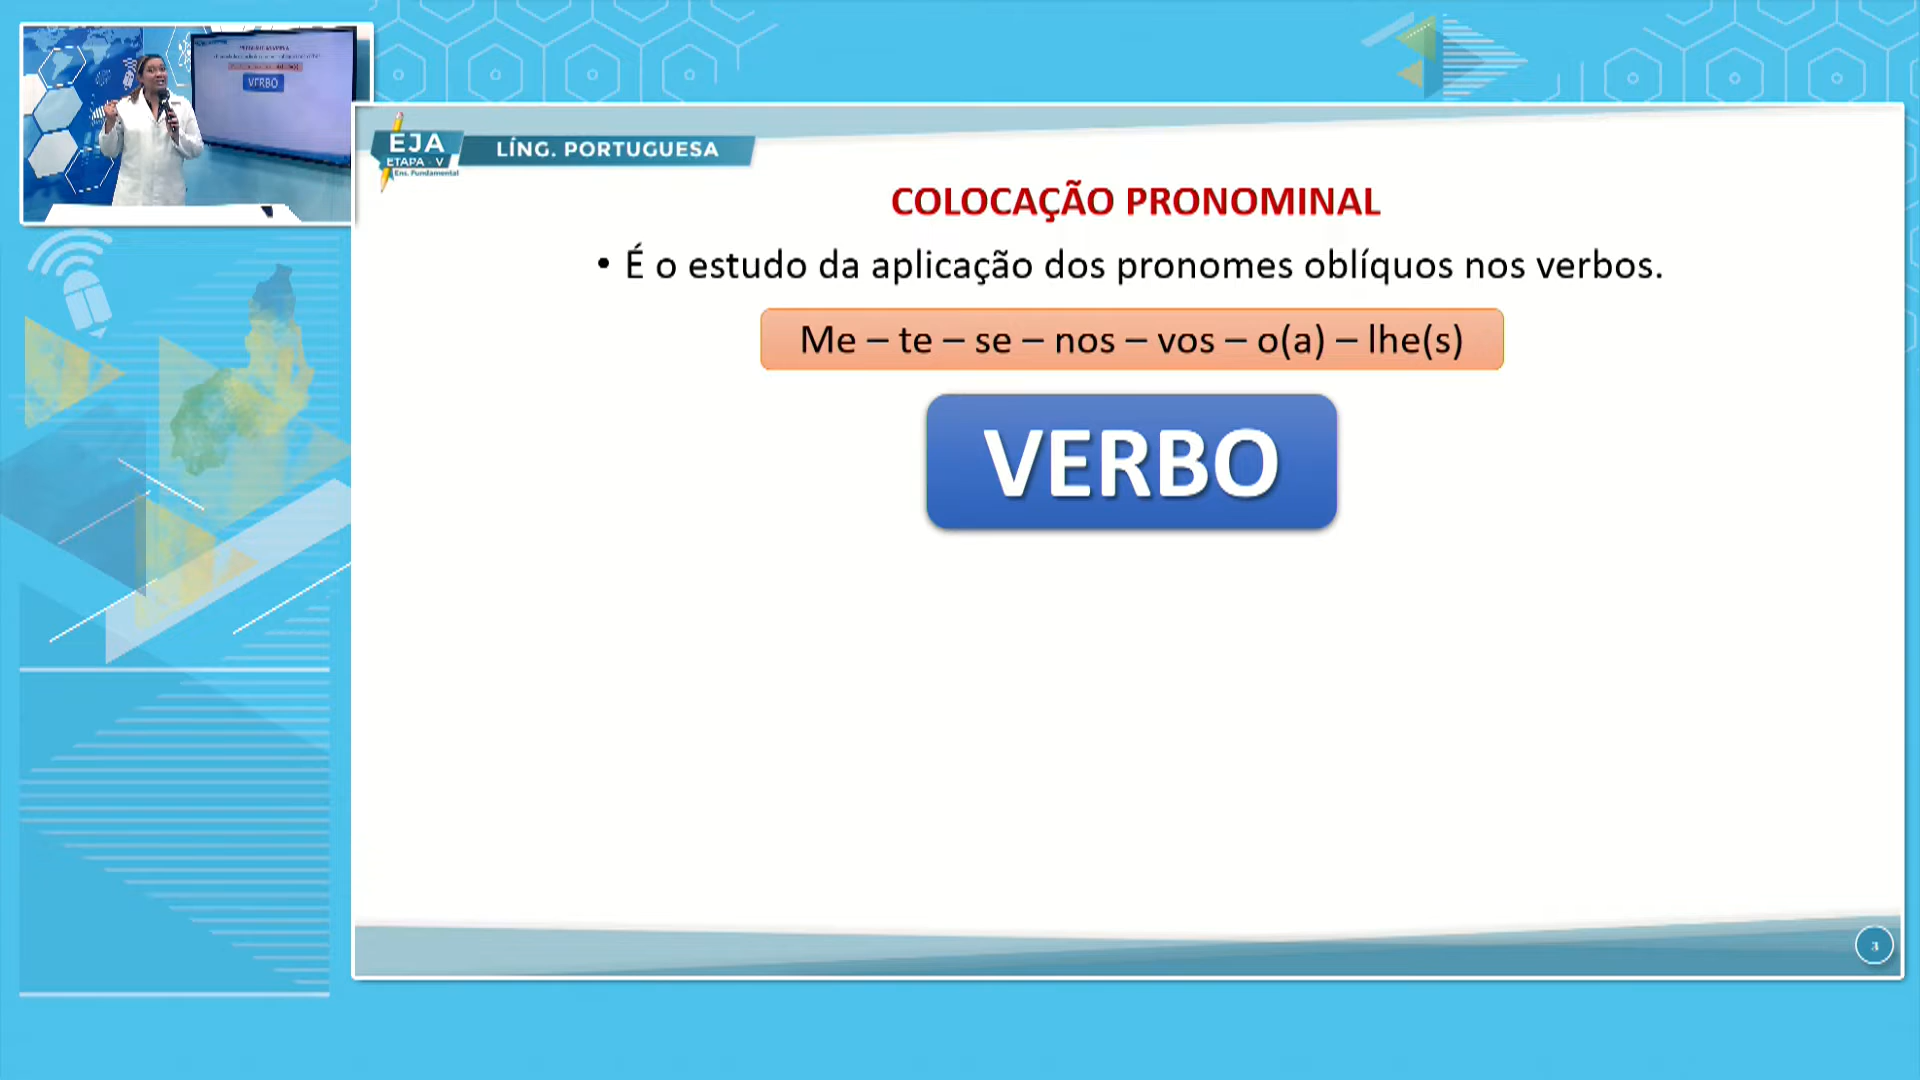 EJA
ETAPA - V
Ens. Fundamental
LÍNG. PORTUGUESA
COLOCAÇÃO PRONOMINAL
• É o estudo da aplicação dos pronomes oblíquos nos verbos.
Me – te – se – nos – vos – o(a) – lhe(s)
VERBO
VERBO
3